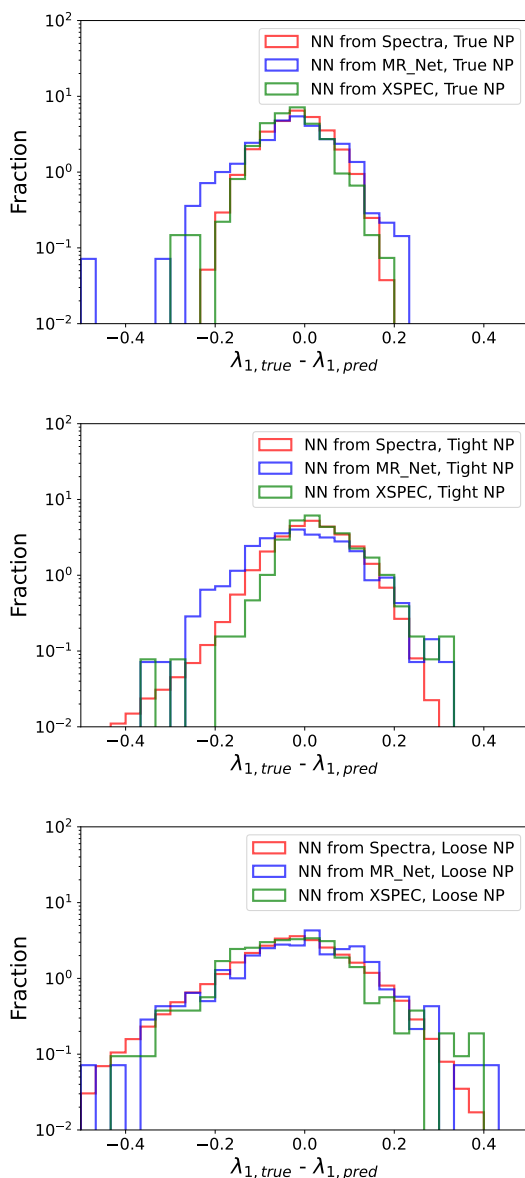 10²
NN from Spectra, True NP
NN from MR_Net, True NP
NN from XSPEC, True NP
10¹
10⁰
10⁻¹
10⁻²
Fraction
−0.4 −0.2 0.0 0.2 0.4
λ₁,true - λ₁,pred
10²
NN from Spectra, Tight NP
NN from MR_Net, Tight NP
NN from XSPEC, Tight NP
10¹
10⁰
10⁻¹
10⁻²
Fraction
−0.4 −0.2 0.0 0.2 0.4
λ₁,true - λ₁,pred
10²
NN from Spectra, Loose NP
NN from MR_Net, Loose NP
NN from XSPEC, Loose NP
10¹
10⁰
10⁻¹
10⁻²
Fraction
−0.4 −0.2 0.0 0.2 0.4
λ₁,true - λ₁,pred